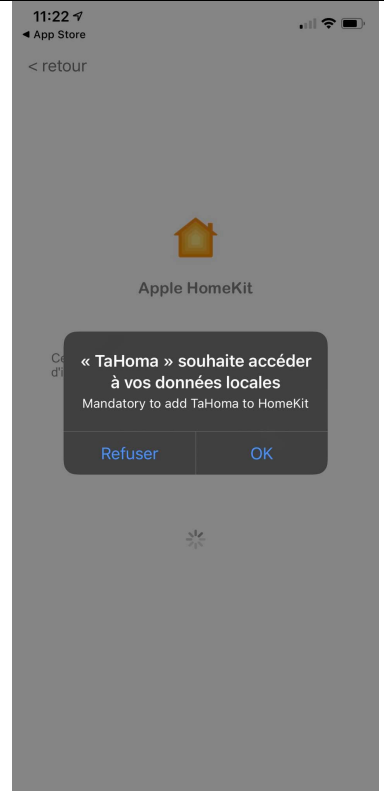 11:22
◀ App Store
< retour
Apple HomeKit
Ce
d'i
« TaHoma » souhaite accéder
à vos données locales
Mandatory to add TaHoma to HomeKit
Refuser
OK